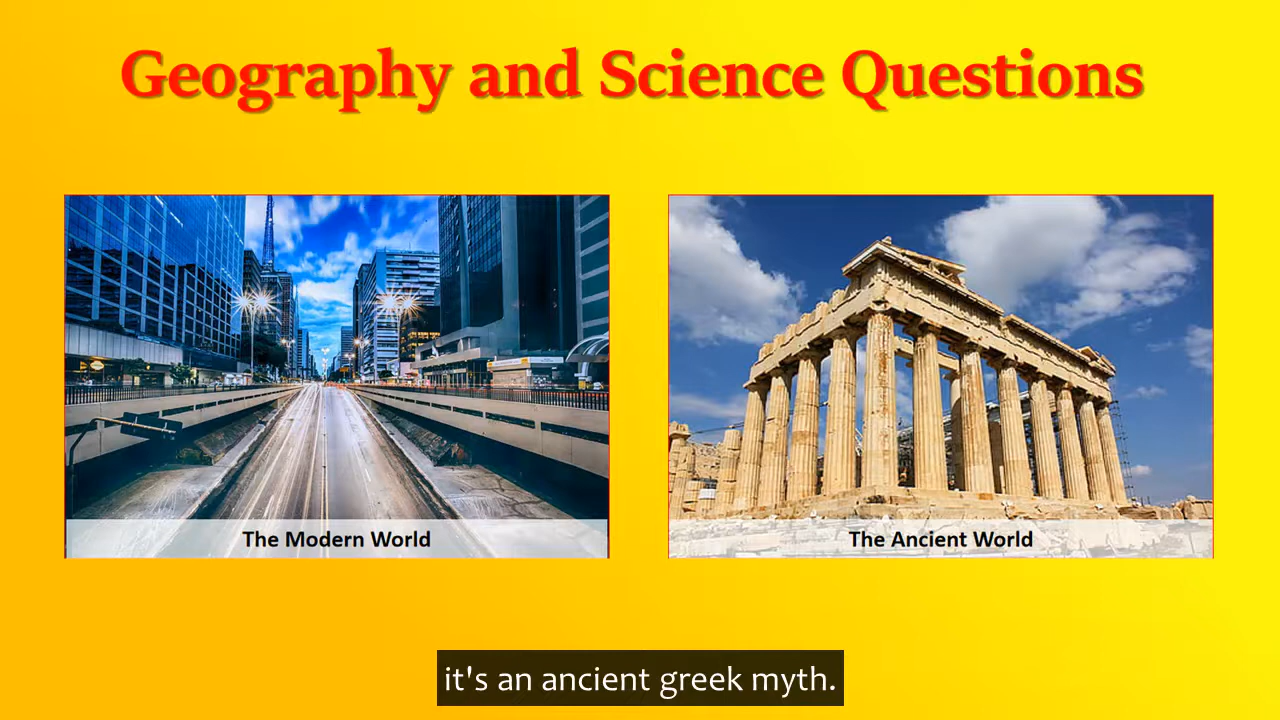 Geography and Science Questions
The Modern World
The Ancient World
it's an ancient greek myth.